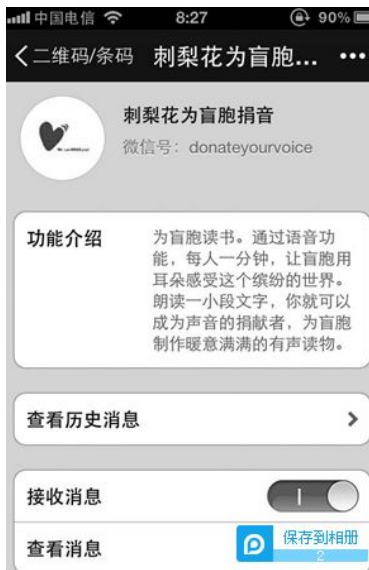 中国电信 8:27 90%
二维码/条码 刺梨花为盲胞... •••
刺梨花为盲胞捐音
微信号: donateyourvoice
功能介绍
为盲胞读书。通过语音功
能，每人一分钟，让盲胞用
耳朵感受这个缤纷的世界。
朗读一小段文字，你就可以
成为声音的捐献者，为盲胞
制作暖意满满的有声读物。
查看历史消息
接收消息
查看消息
保存到相册
2